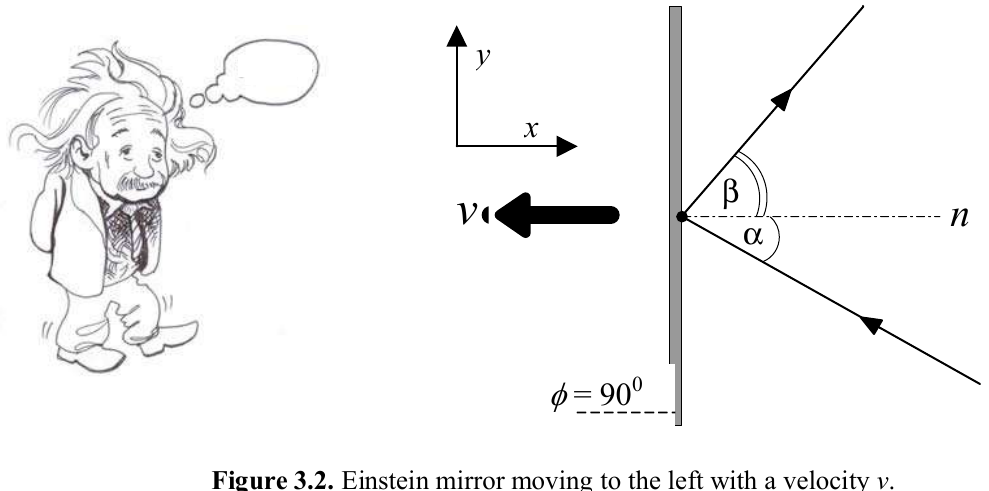 y
x
β
v
n
α
ϕ = 90⁰
Figure 3.2. Einstein mirror moving to the left with a velocity v.